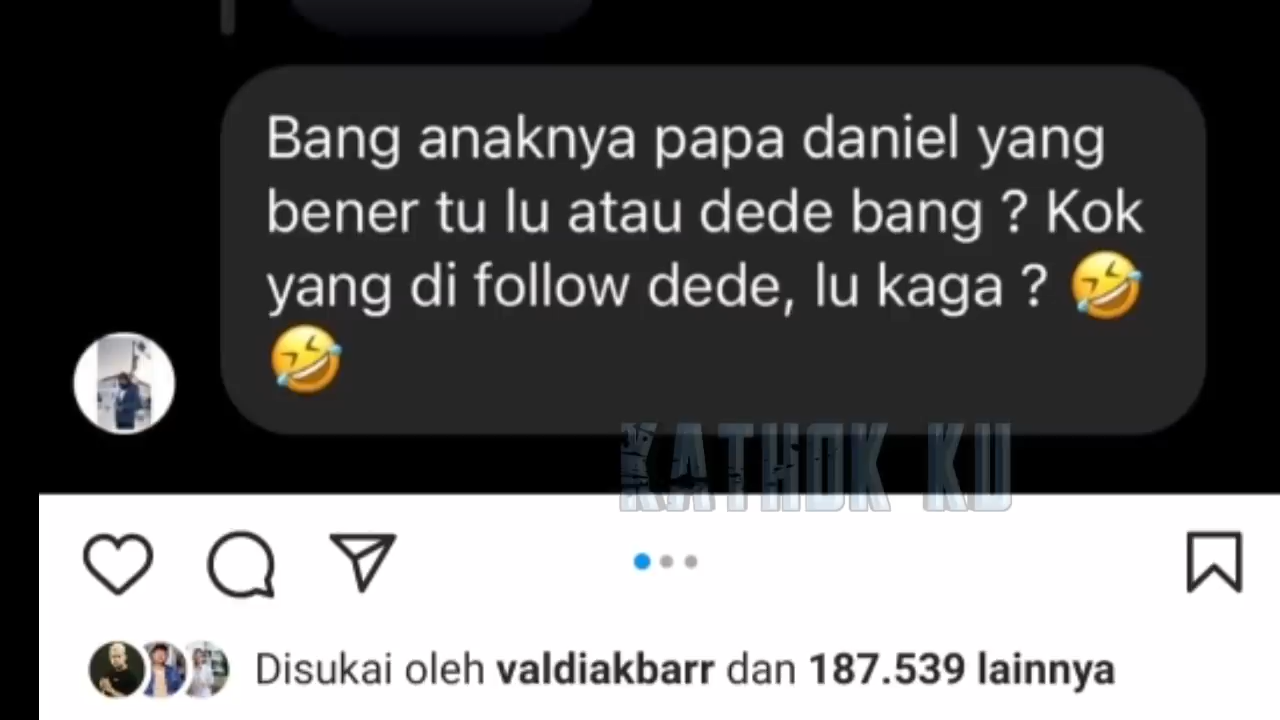 Bang anaknya papa daniel yang
bener tu lu atau dede bang ? Kok
yang di follow dede, lu kaga ? 🤣
🤣
KATHOK KU
Disukai oleh valdiakbarr dan 187.539 lainnya